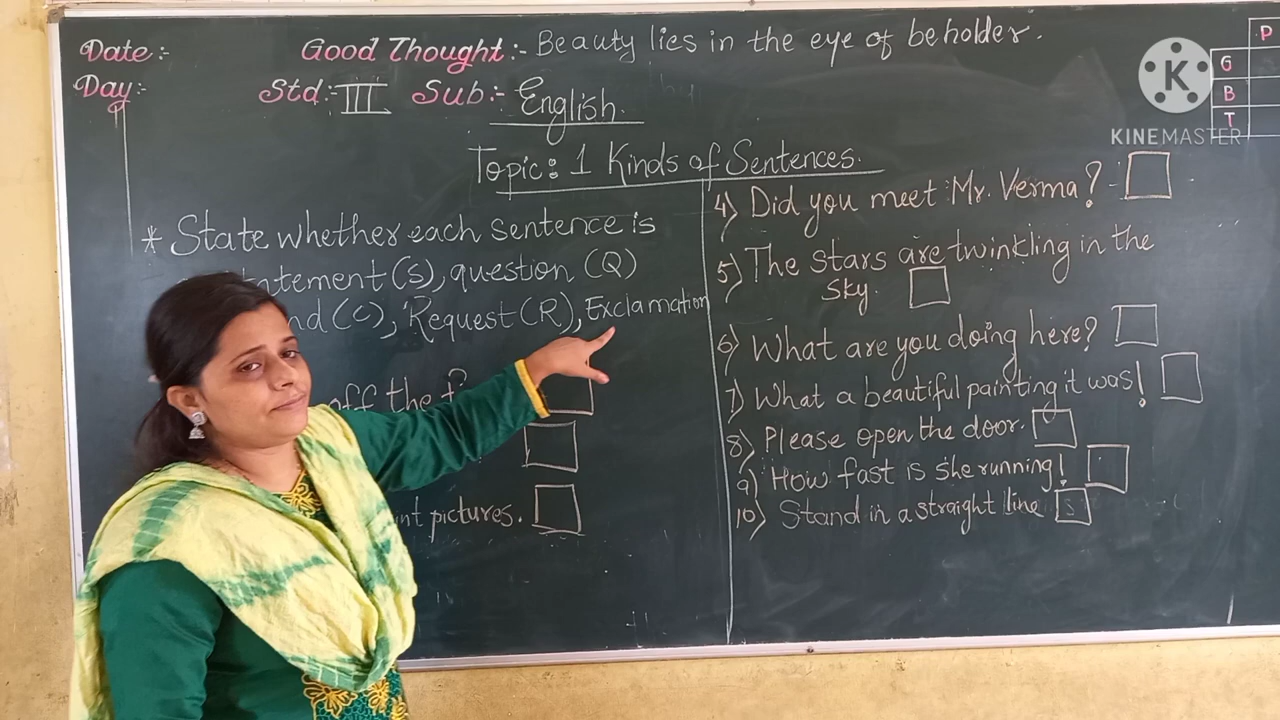 Date:- Good Thought:- Beauty lies in the eye of beholder.
Day:- Std:- III Sub:- English.
P
G
B
T
KINEMASTER
Topic: 1 Kinds of Sentences.
* State whether each sentence is
question (Q)
(C), Request (R), Exclamation
off the
pictures.
4) Did you meet Mr. Verma? -
5) The stars are twinkling in the
sky.
6) What are you doing here?
7) What a beautiful painting it was!
8) Please open the door.
9) How fast is she running!
10) Stand in a straight line